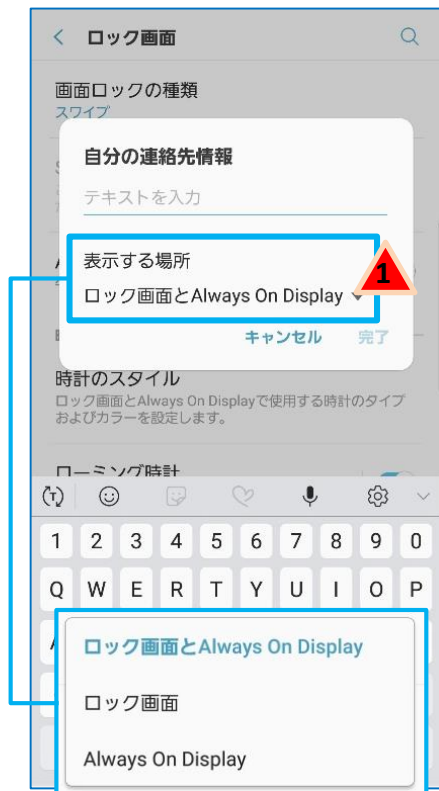 ロック画面
画面ロックの種類
スワイプ
自分の連絡先情報
テキストを入力
表示する場所
ロック画面とAlways On Display
1
キャンセル 完了
時計のスタイル
ロック画面とAlways On Displayで使用する時計のタイプ
およびカラーを設定します。
ローミング時計
1 2 3 4 5 6 7 8 9 0
Q W E R T Y U I O P
ロック画面とAlways On Display
ロック画面
Always On Display